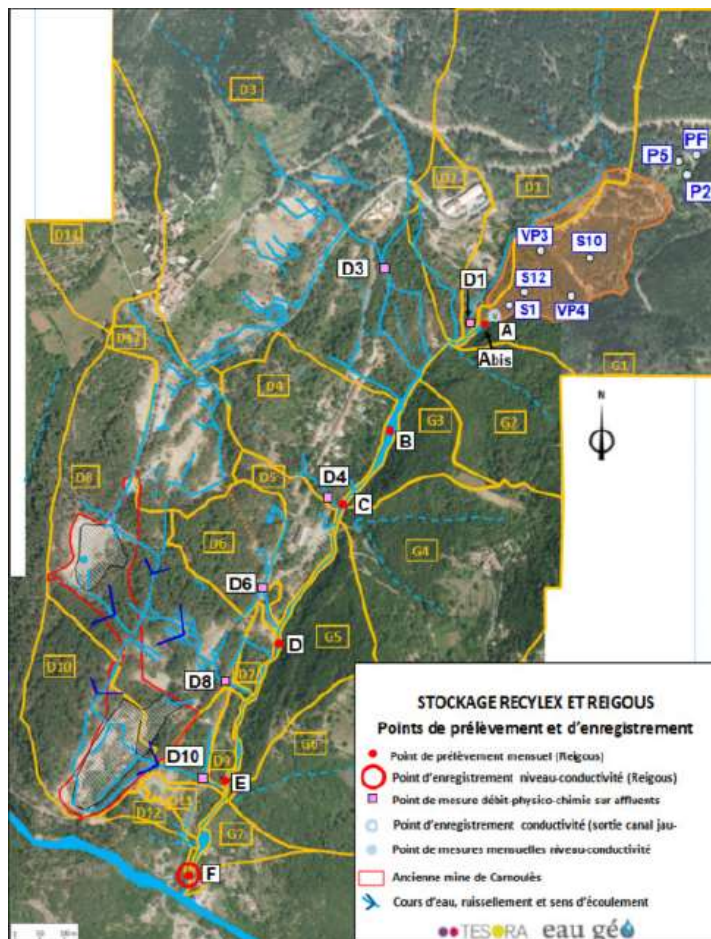 D3
D1
PF
P5
P2
D11
VP3
S10
D3
D1
S12
S1
VP4
A
Abis
G1
N
D4
G3
G2
B
D8
D5
D4
C
D6
G4
D6
D
G5
D10
D7
D8
D10
D9
E
D12
G7
F
STOCKAGE RECYLEX ET REIGOUS
Points de prélèvement et d'enregistrement
Point de prélèvement mensuel (Reigous)
Point d'enregistrement niveau-conductivité (Reigous)
Point de mesure débit-physico-chimie sur affluents
Point d'enregistrement conductivité (sortie canal jau-
Point de mesures mensuelles niveau-conductivité
Ancienne mine de Carnoulès
Cours d'eau, ruissellement et sens d'écoulement
TESORA eau géo